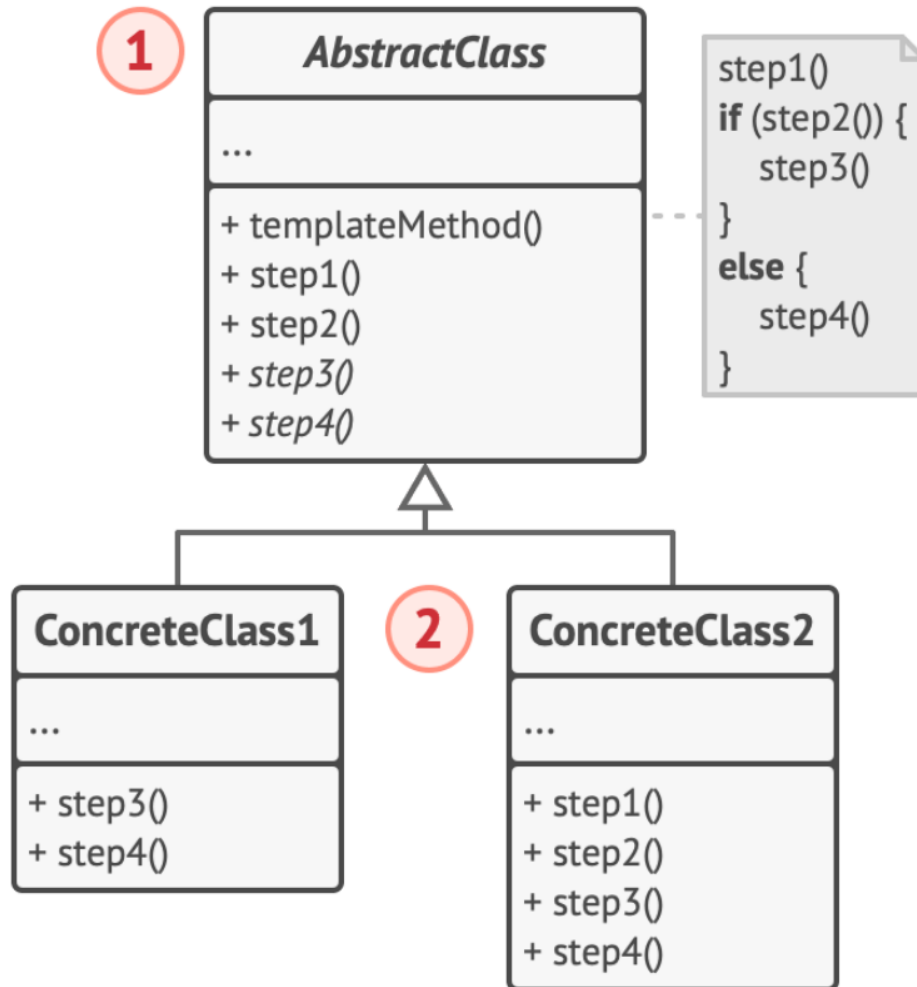 1
AbstractClass
...
+ templateMethod()
+ step1()
+ step2()
+ step3()
+ step4()
step1()
if (step2()) {
step3()
}
else {
step4()
}
ConcreteClass1
...
+ step3()
+ step4()
2
ConcreteClass2
...
+ step1()
+ step2()
+ step3()
+ step4()